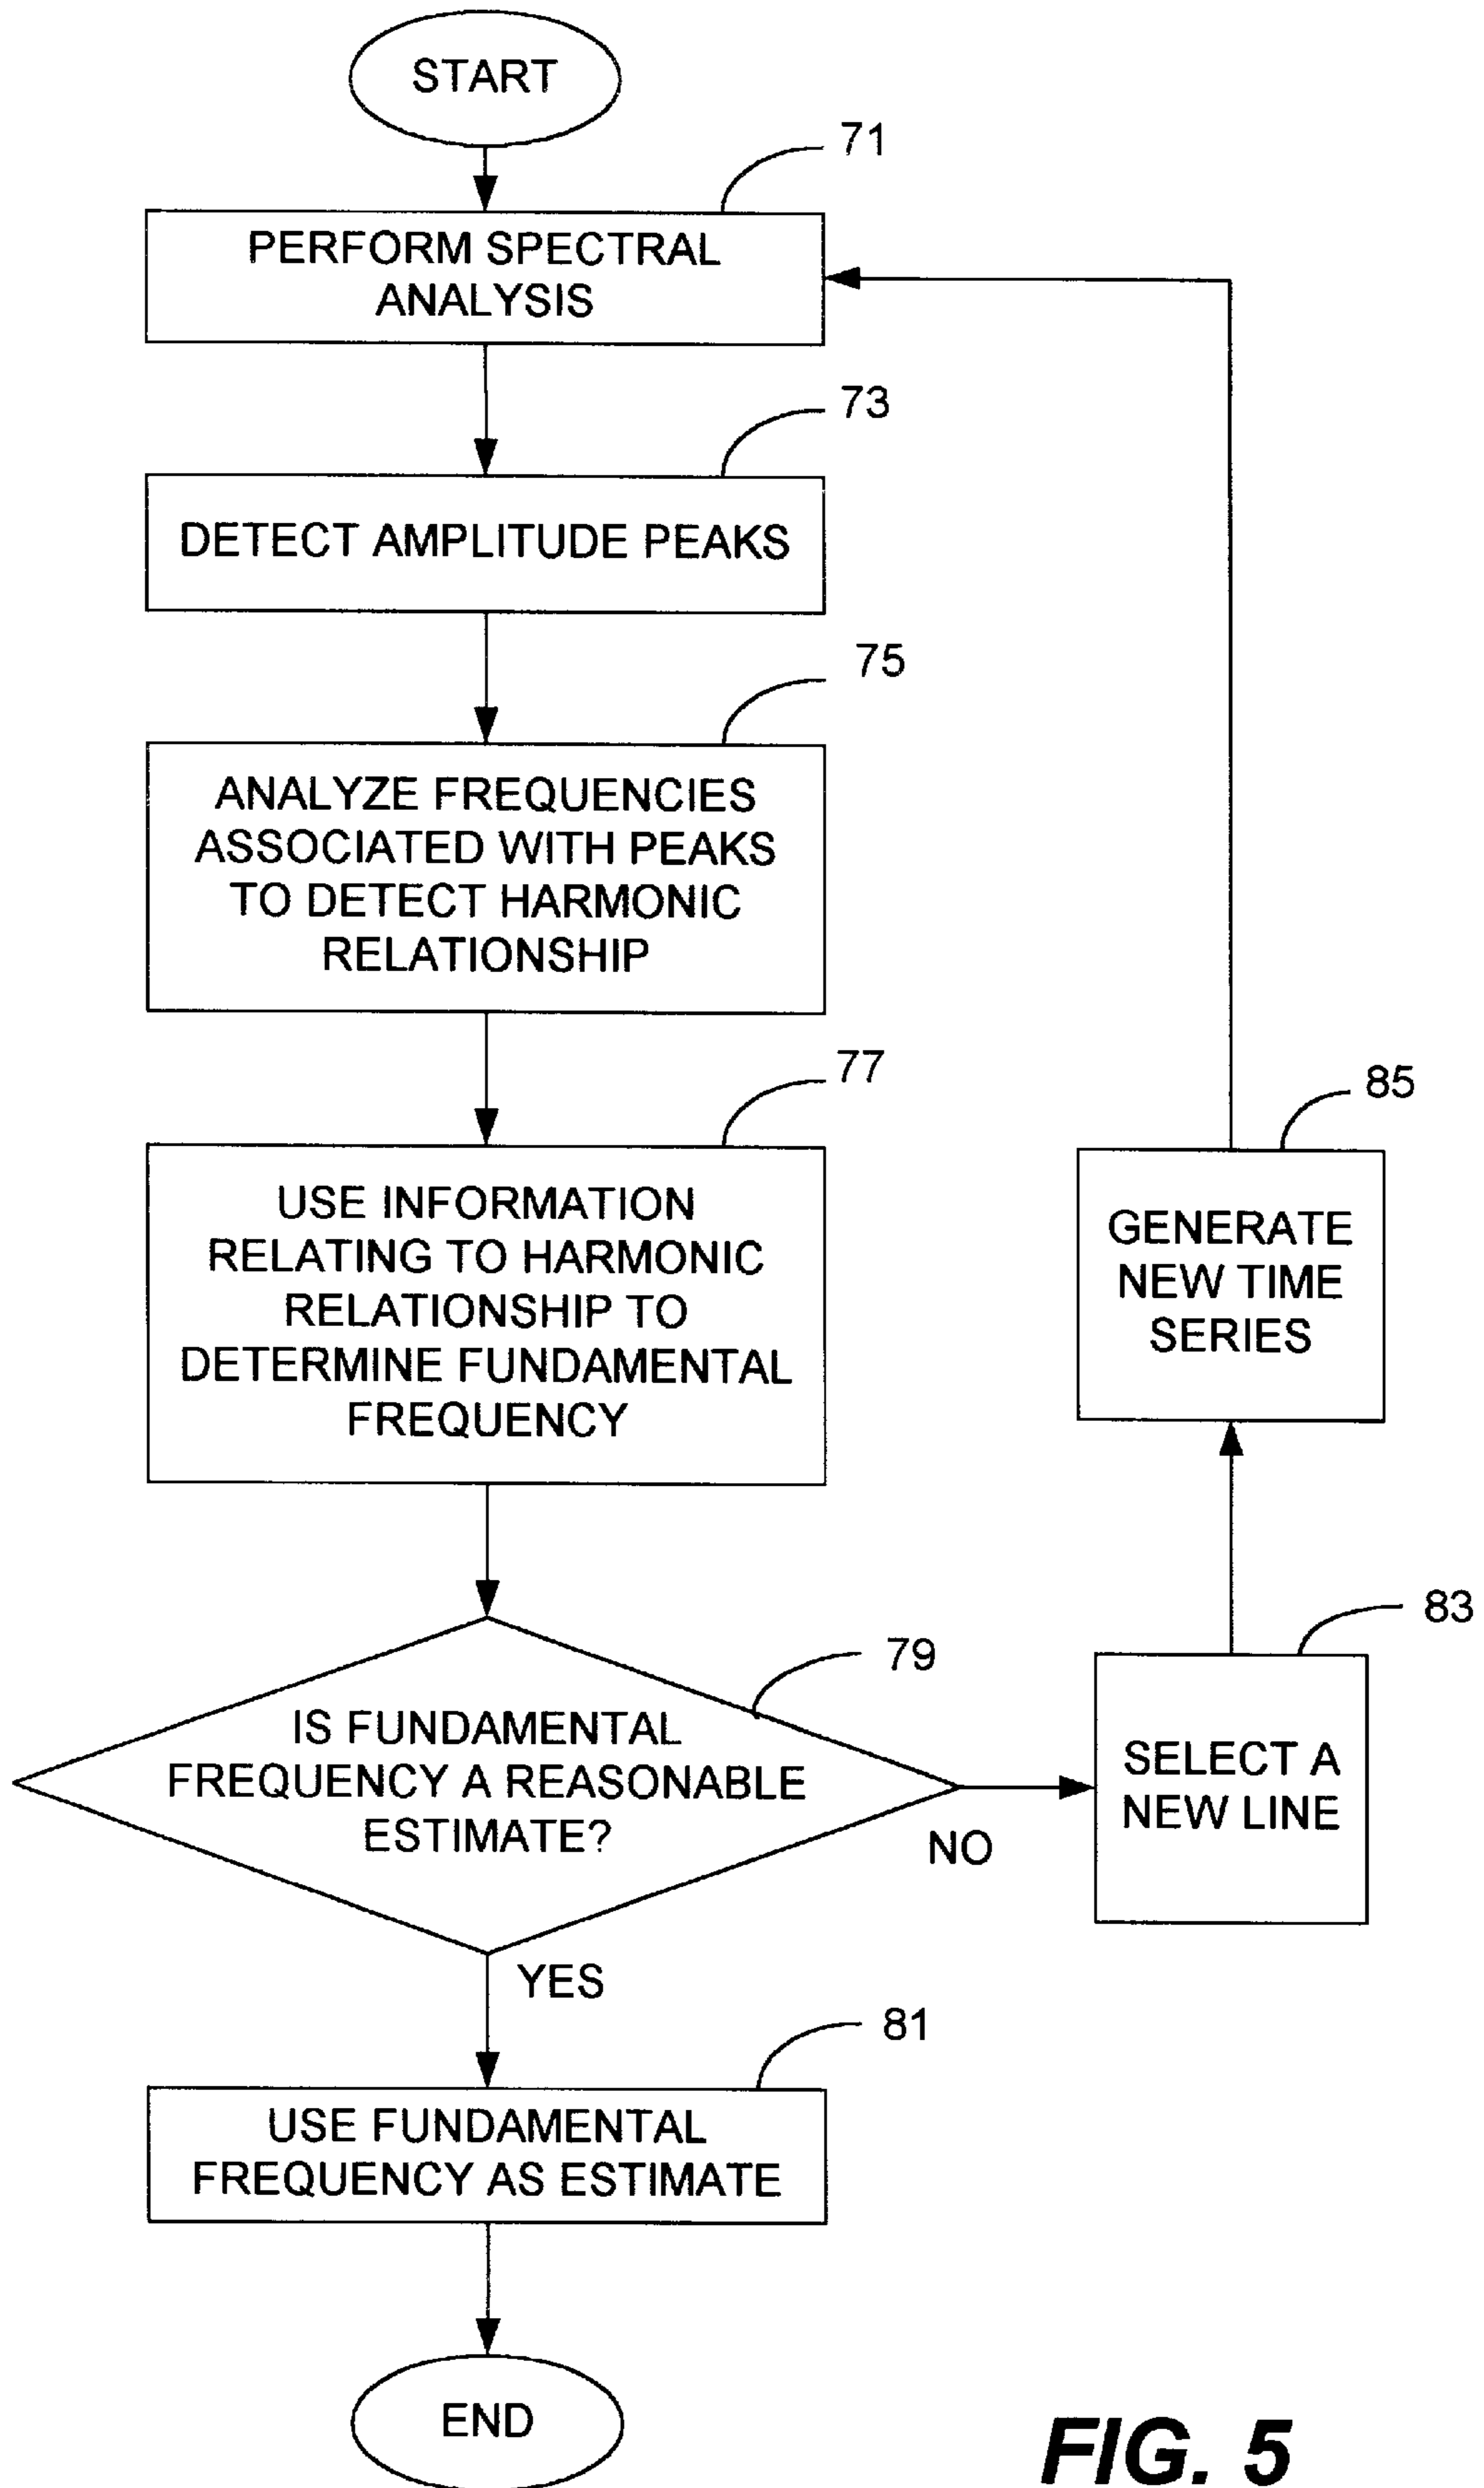 START
71
PERFORM SPECTRAL
ANALYSIS
73
DETECT AMPLITUDE PEAKS
75
ANALYZE FREQUENCIES
ASSOCIATED WITH PEAKS
TO DETECT HARMONIC
RELATIONSHIP
77
USE INFORMATION
RELATING TO HARMONIC
RELATIONSHIP TO
DETERMINE FUNDAMENTAL
FREQUENCY
85
GENERATE
NEW TIME
SERIES
79
IS FUNDAMENTAL
FREQUENCY A REASONABLE
ESTIMATE?
NO
83
SELECT A
NEW LINE
YES
81
USE FUNDAMENTAL
FREQUENCY AS ESTIMATE
END
FIG. 5